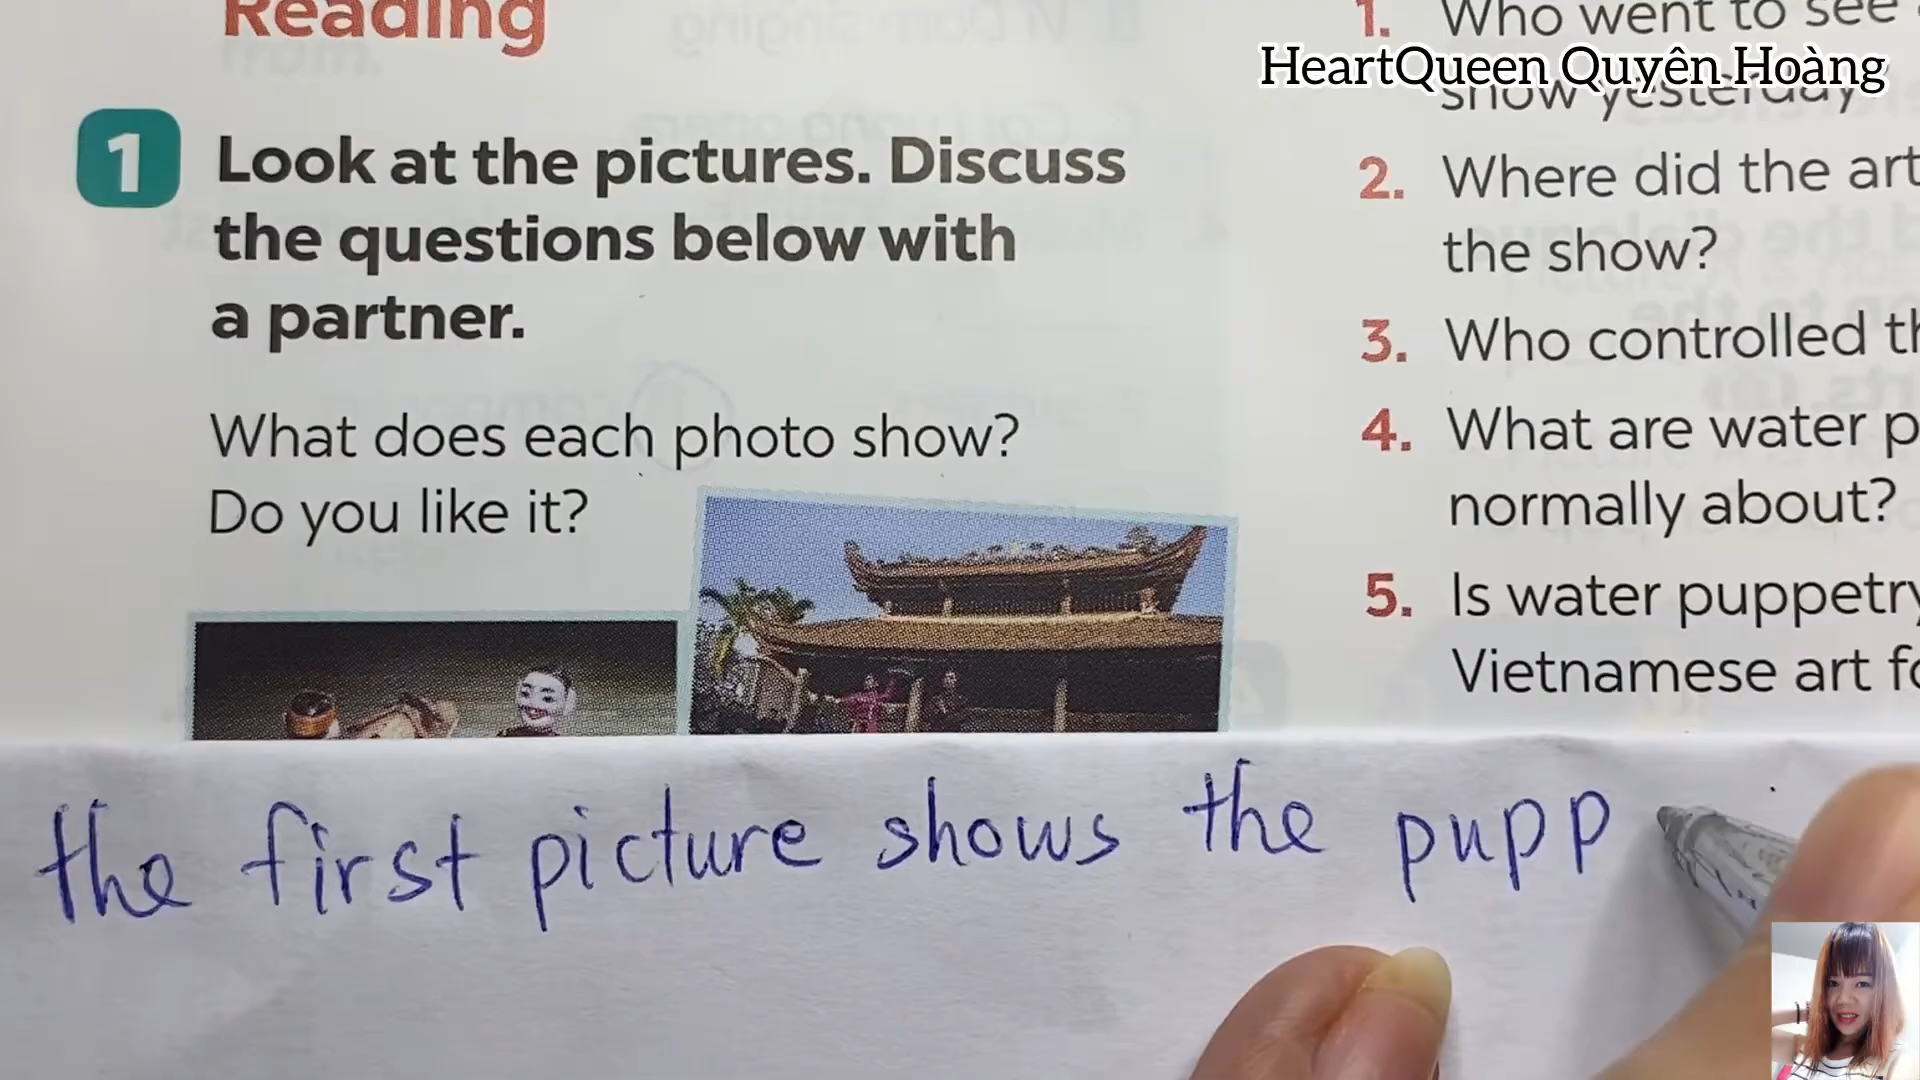 Reading
1
Look at the pictures. Discuss
the questions below with
a partner.
What does each photo show?
Do you like it?
1. Who went to see
HeartQueen Quyên Hoàng
show yesterday
2. Where did the art
the show?
3. Who controlled th
4. What are water p
normally about?
5. Is water puppetry
Vietnamese art fo
the first picture shows the pupp